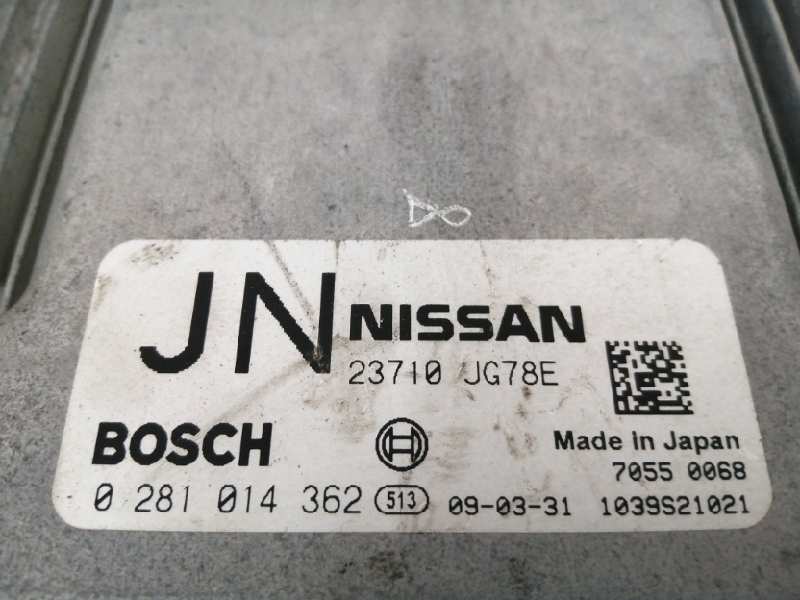 JN NISSAN
23710 JG78E
BOSCH
Made in Japan
7055 0068
0 281 014 362 513 09-03-31 1039S21021